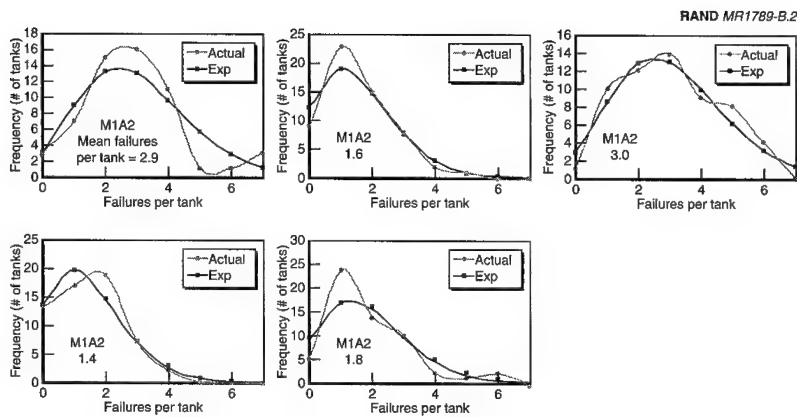 RAND MR1789-B.2
Frequency (# of tanks)
18
16
14
12
10
8
6
4
2
0
Actual
Exp
M1A2
Mean failures
per tank = 2.9
0 2 4 6
Failures per tank
Frequency (# of tanks)
25
20
15
10
5
0
Actual
Exp
M1A2
1.6
0 2 4 6
Failures per tank
Frequency (# of tanks)
16
14
12
10
8
6
4
2
0
Actual
Exp
M1A2
3.0
0 2 4 6
Failures per tank
Frequency (# of tanks)
25
20
15
10
5
0
Actual
Exp
M1A2
1.4
0 2 4 6
Failures per tank
Frequency (# of tanks)
30
25
20
15
10
5
0
Actual
Exp
M1A2
1.8
0 2 4 6
Failures per tank